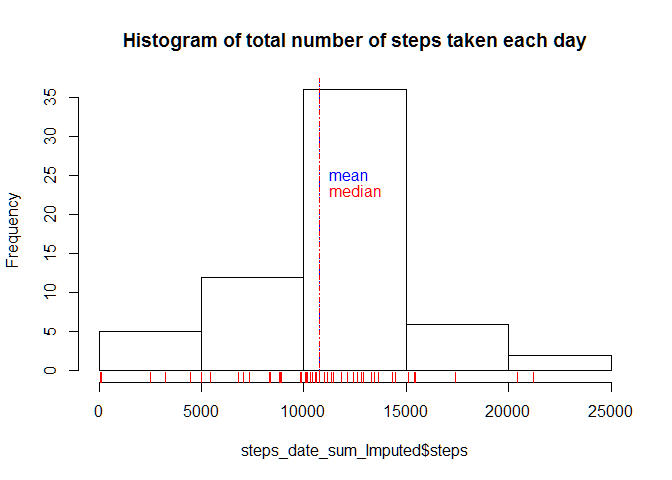 Histogram of total number of steps taken each day
Frequency
35
30
25
20
15
10
5
0
mean
median
0 5000 10000 15000 20000 25000
steps_date_sum_Imputed$steps